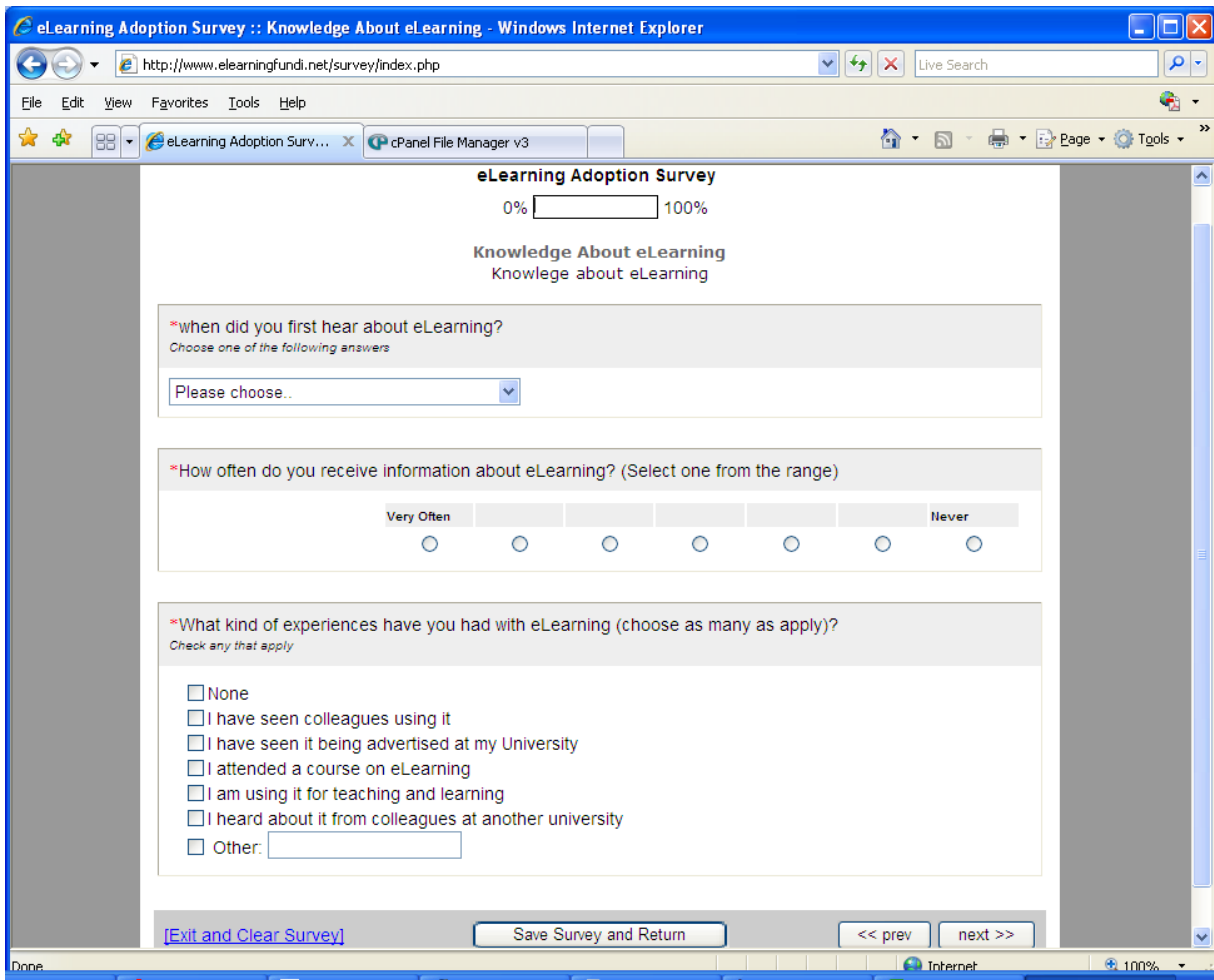 eLearning Adoption Survey :: Knowledge About eLearning - Windows Internet Explorer
http://www.elearningfundi.net/survey/index.php
Live Search
File Edit View Favorites Tools Help
eLearning Adoption Surv... X cPanel File Manager v3 Page Tools »
eLearning Adoption Survey
0% 100%
Knowledge About eLearning
Knowlege about eLearning
*when did you first hear about eLearning?
Choose one of the following answers
Please choose..
*How often do you receive information about eLearning? (Select one from the range)
Very Often Never
*What kind of experiences have you had with eLearning (choose as many as apply)?
Check any that apply
None
I have seen colleagues using it
I have seen it being advertised at my University
I attended a course on eLearning
I am using it for teaching and learning
I heard about it from colleagues at another university
Other:
[Exit and Clear Survey] Save Survey and Return << prev next >>
Done Internet 100%